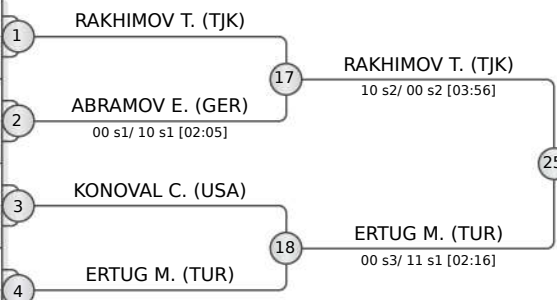 RAKHIMOV T. (TJK)
1
17
RAKHIMOV T. (TJK)
10 s2/ 00 s2 [03:56]
ABRAMOV E. (GER)
2
00 s1/ 10 s1 [02:05]
25
KONOVAL C. (USA)
3
18
ERTUG M. (TUR)
00 s3/ 11 s1 [02:16]
ERTUG M. (TUR)
4